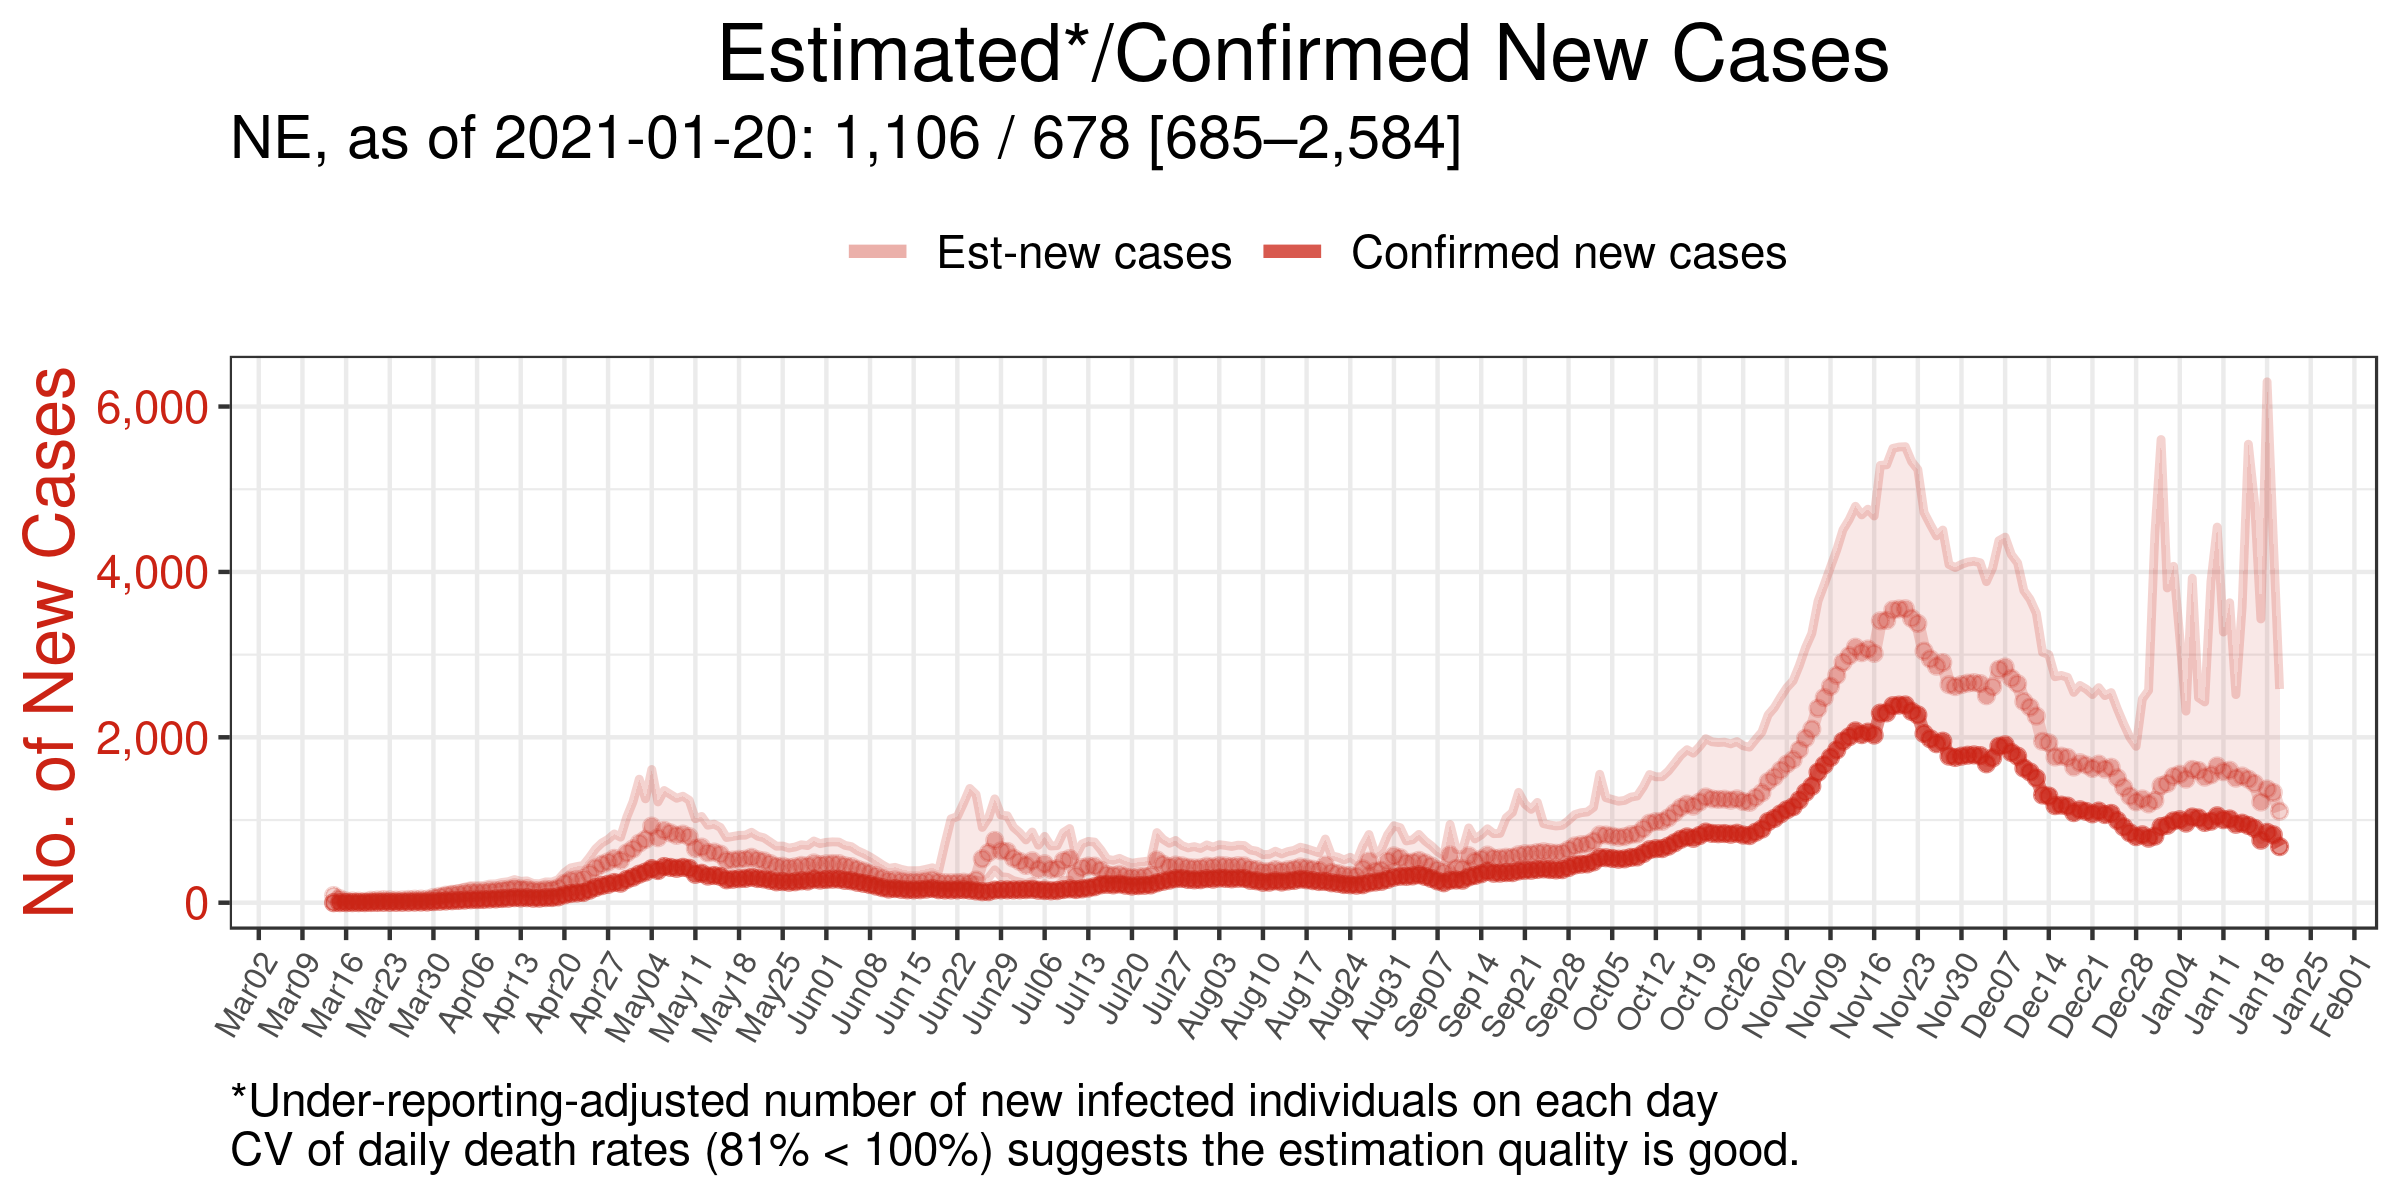 Estimated*/Confirmed New Cases
NE, as of 2021-01-20: 1,106 / 678 [685–2,584]
Est-new cases
Confirmed new cases
No. of New Cases
6,000
4,000
2,000
0
Mar02
Mar09
Mar16
Mar23
Mar30
Apr06
Apr13
Apr20
Apr27
May04
May11
May18
May25
Jun01
Jun08
Jun15
Jun22
Jun29
Jul06
Jul13
Jul20
Jul27
Aug03
Aug10
Aug17
Aug24
Aug31
Sep07
Sep14
Sep21
Sep28
Oct05
Oct12
Oct19
Oct26
Nov02
Nov09
Nov16
Nov23
Nov30
Dec07
Dec14
Dec21
Dec28
Jan04
Jan11
Jan18
Jan25
Feb01
*Under-reporting-adjusted number of new infected individuals on each day
CV of daily death rates (81% < 100%) suggests the estimation quality is good.